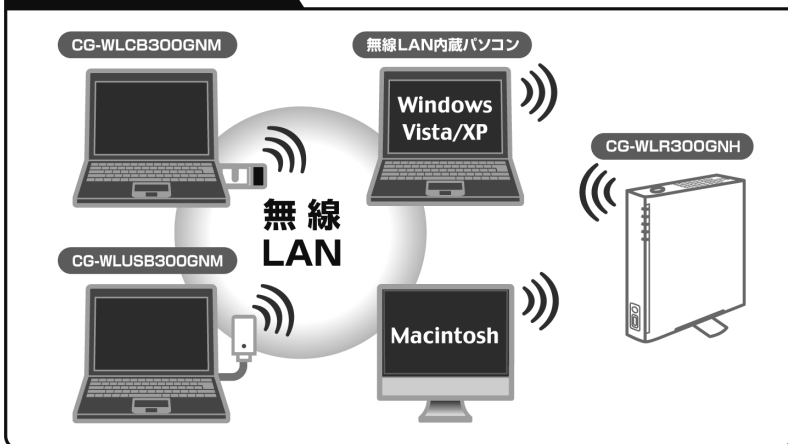 CG-WLCB300GNM
無線LAN内蔵パソコン
Windows
Vista/XP
CG-WLR300GNH
無線
LAN
CG-WLUSB300GNM
Macintosh